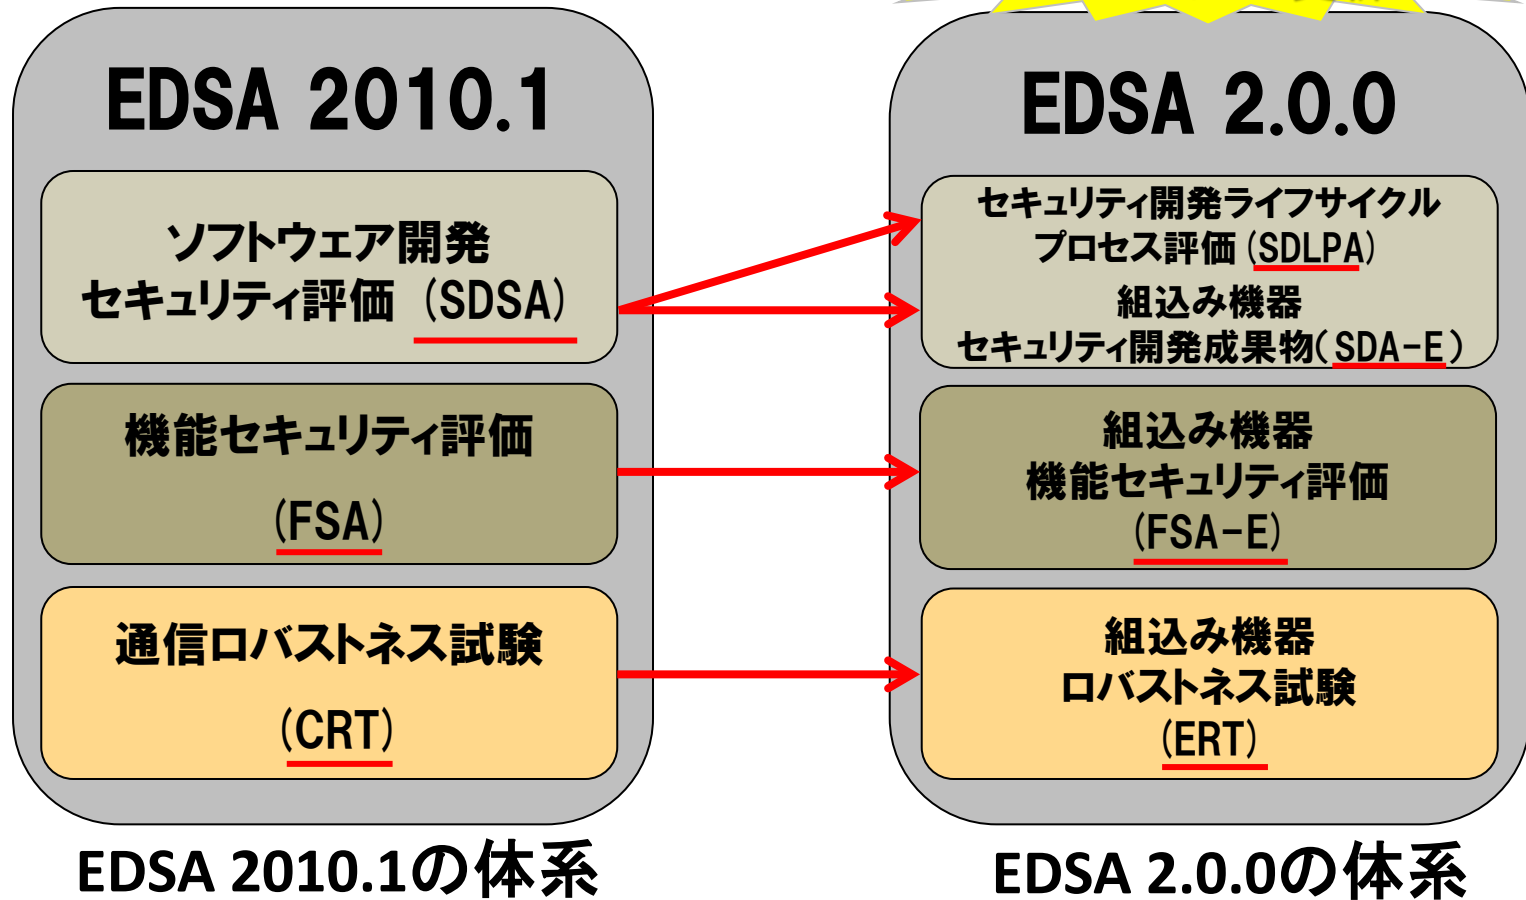 EDSA 2010.1
ソフトウェア開発
セキュリティ評価 (SDSA)
機能セキュリティ評価
(FSA)
通信ロバストネス試験
(CRT)
EDSA 2010.1の体系
EDSA 2.0.0
セキュリティ開発ライフサイクル
プロセス評価(SDLPA)
組込み機器
セキュリティ開発成果物(SDA-E)
組込み機器
機能セキュリティ評価
(FSA-E)
組込み機器
ロバストネス試験
(ERT)
EDSA 2.0.0の体系